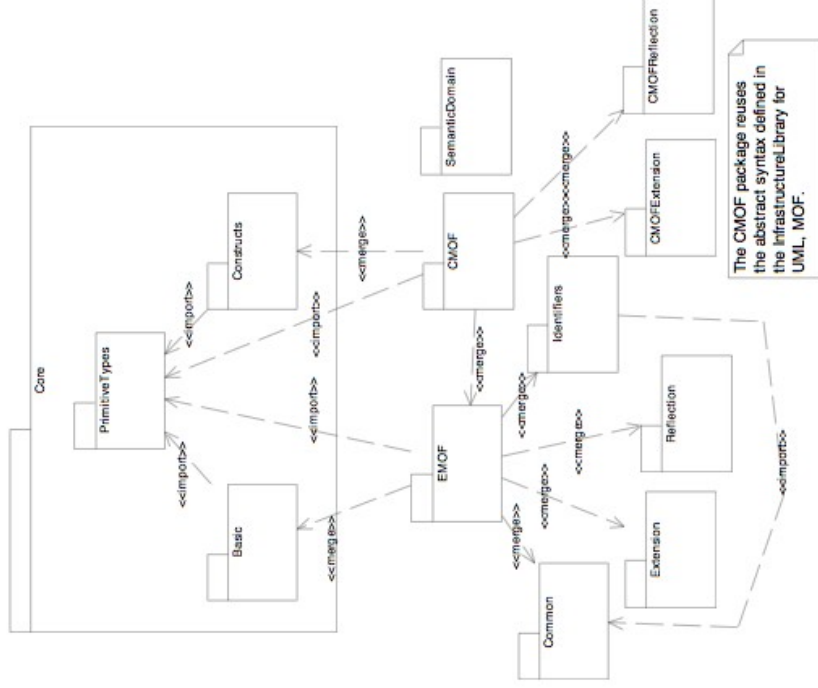 Core
PrimitiveTypes
<<import>>
<<import>>
Basic
Constructs
<<import>>
<<import>>
<<merge>>
<<merge>>
EMOF
<<merge>>
CMOF
SemanticDomain
<<merge>>
<<merge>>
<<merge>>
<<merge>>
<<merge>>
<<merge>>
Common
Identifiers
Extension
Reflection
CMOFExtension
CMOFReflection
<<import>>
The CMOF package reuses
the abstract syntax defined in
the InfrastructureLibrary for
UML, MOF.